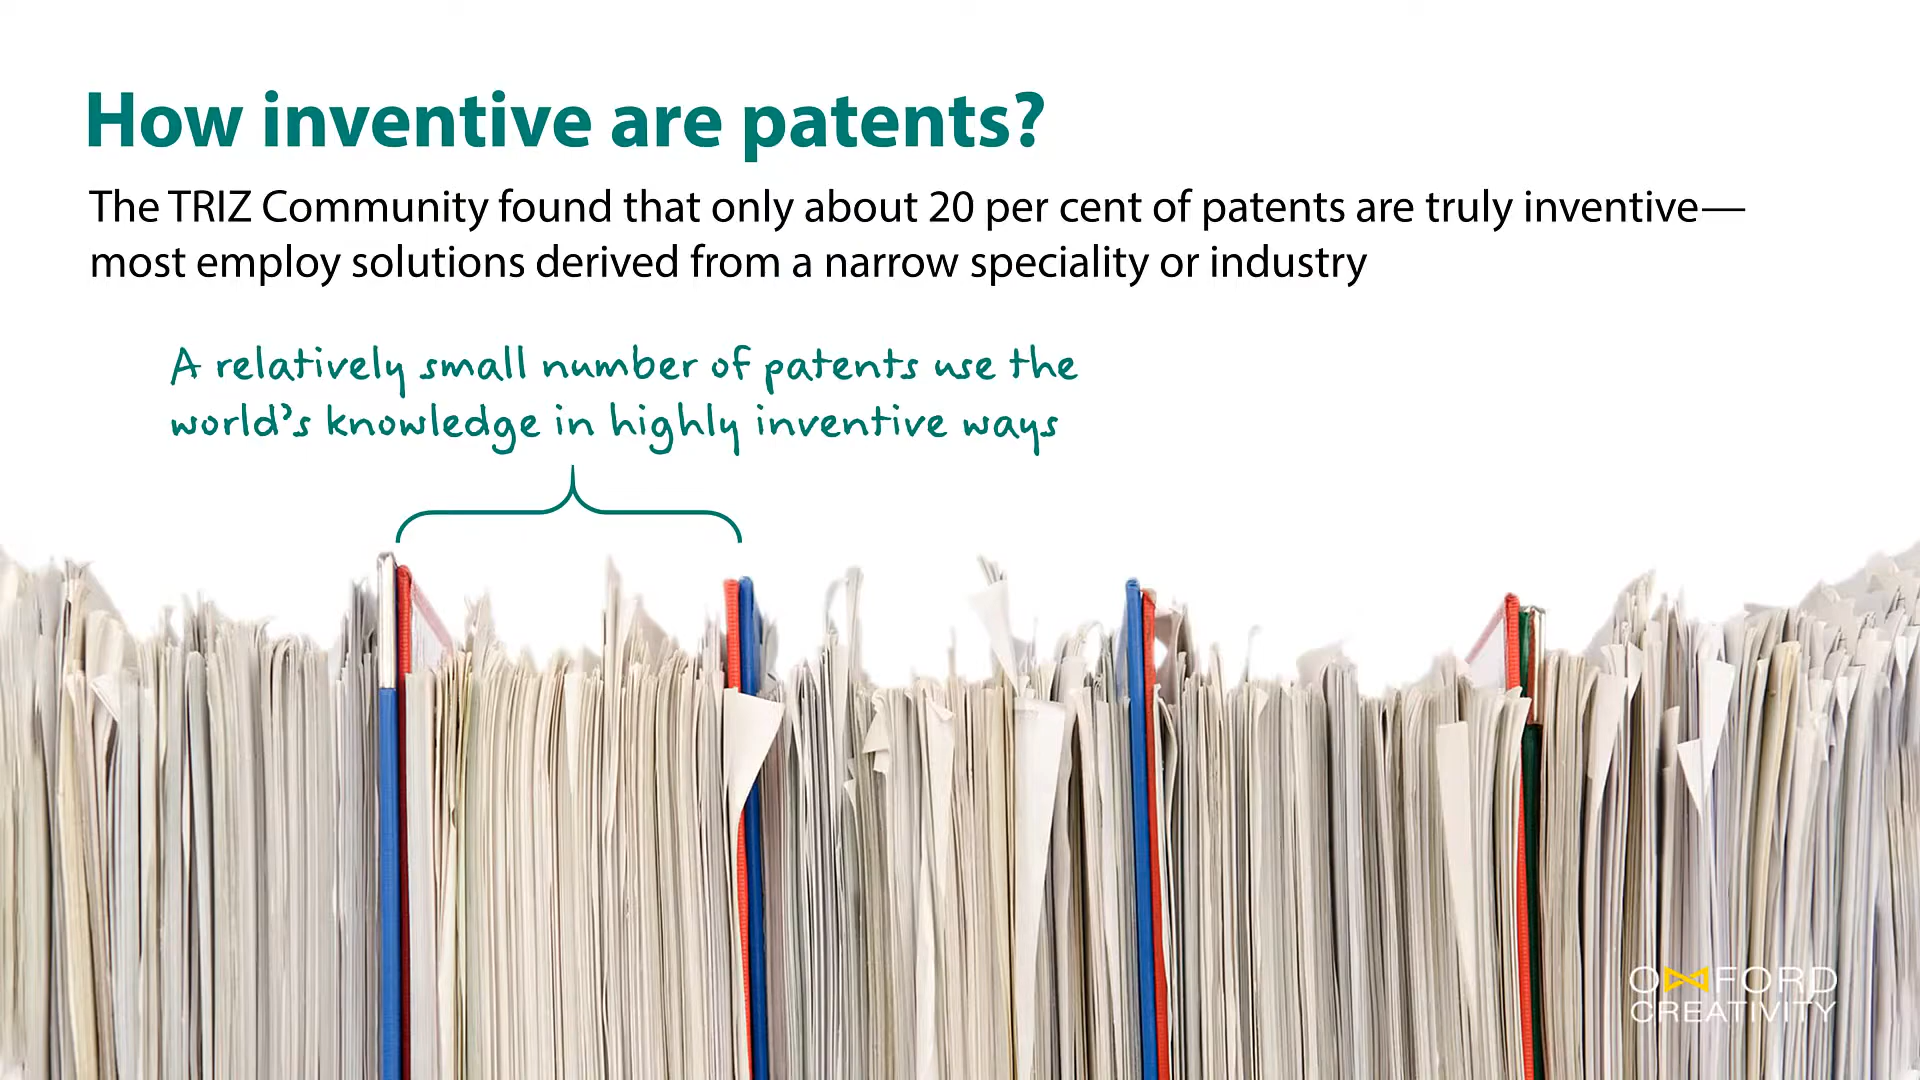 How inventive are patents?
The TRIZ Community found that only about 20 per cent of patents are truly inventive—
most employ solutions derived from a narrow speciality or industry
A relatively small number of patents use the
world's knowledge in highly inventive ways
OXFORD
CREATIVITY